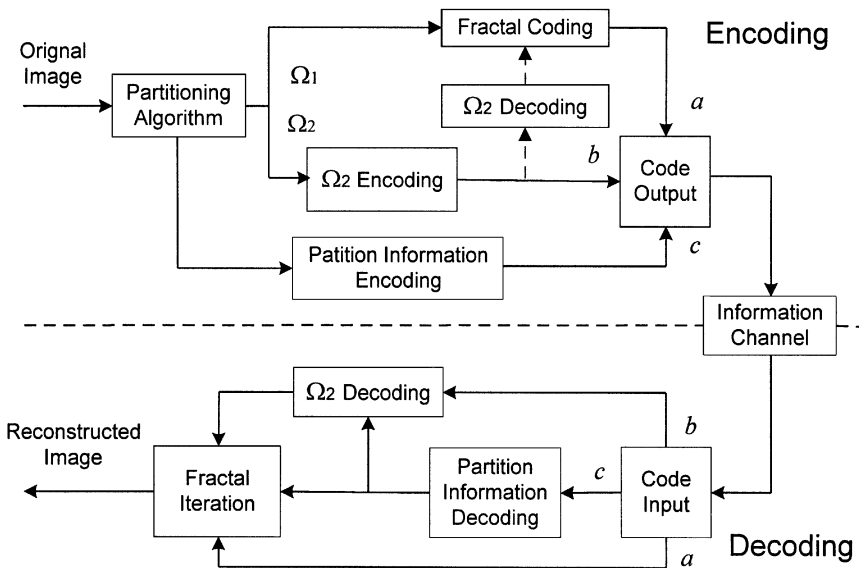 Fractal Coding
Encoding
Orignal
Image
Partitioning
Algorithm
Ω1
Ω2
Ω2 Decoding
a
b
Ω2 Encoding
Code
Output
c
Patition Information
Encoding
Information
Channel
Ω2 Decoding
b
Reconstructed
Image
Fractal
Iteration
Partition
Information
Decoding
c
Code
Input
a
Decoding